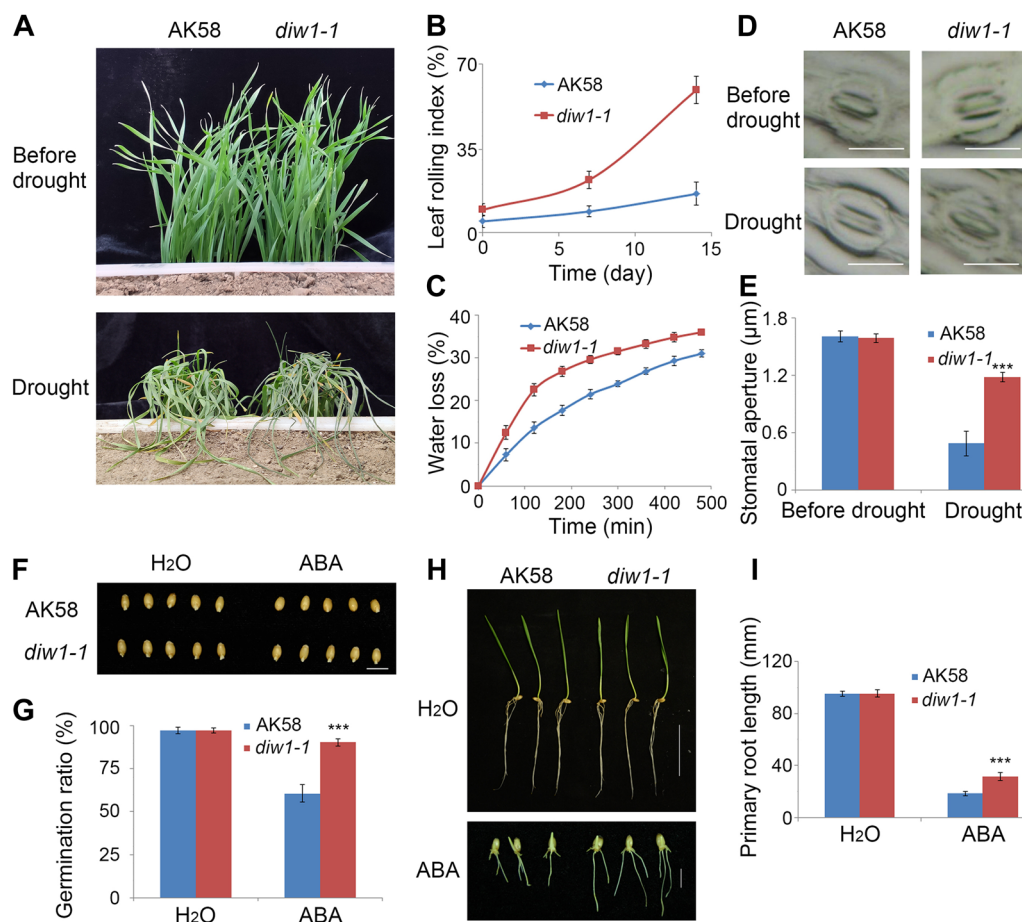 A
AK58
diw1-1
Before
drought
Drought
B
Leaf rolling index (%)
70
35
0
0
5
10
15
Time (day)
AK58
diw1-1
C
Water loss (%)
40
30
20
10
0
0
100
200
300
400
500
Time (min)
AK58
diw1-1
D
AK58
diw1-1
Before
drought
Drought
E
Stomatal aperture (μm)
1.8
1.2
0.6
0
AK58
diw1-1
***
Before drought
Drought
F
H2O
ABA
AK58
diw1-1
G
Germination ratio (%)
100
75
50
25
0
AK58
diw1-1
***
H2O
ABA
H
AK58
diw1-1
H2O
ABA
I
Primary root length (mm)
120
80
40
0
AK58
diw1-1
***
H2O
ABA